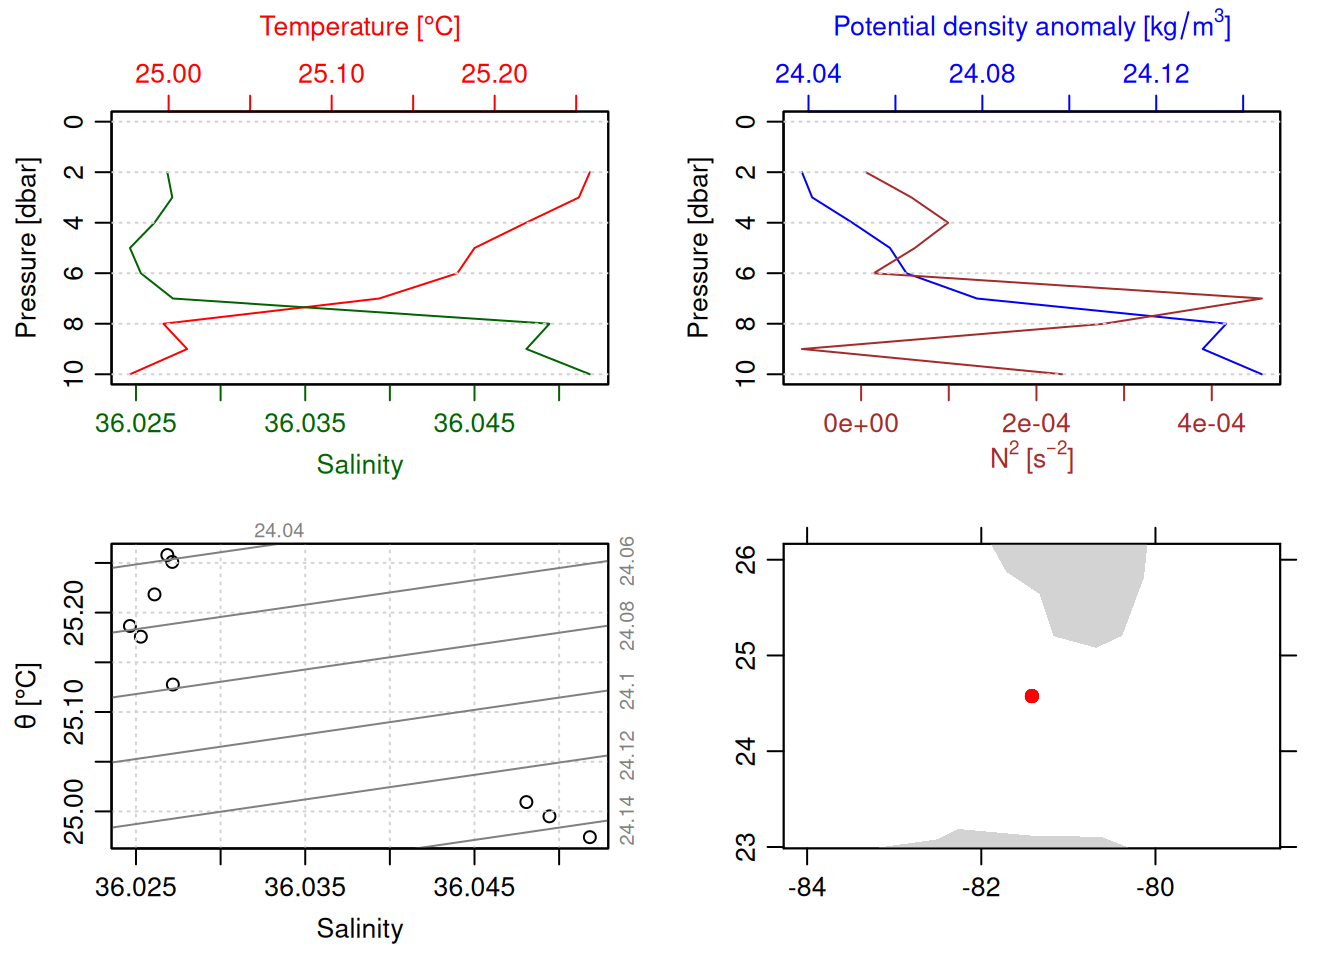 Temperature [°C]
25.00 25.10 25.20
Pressure [dbar]
0
2
4
6
8
10
36.025 36.035 36.045
Salinity
Potential density anomaly [kg/m³]
24.04 24.08 24.12
Pressure [dbar]
0
2
4
6
8
10
0e+00 2e-04 4e-04
N² [s⁻²]
24.04
θ [°C]
25.20
25.10
25.00
24.06
24.08
24.1
24.12
24.14
36.025 36.035 36.045
Salinity
26
25
24
23
-84 -82 -80